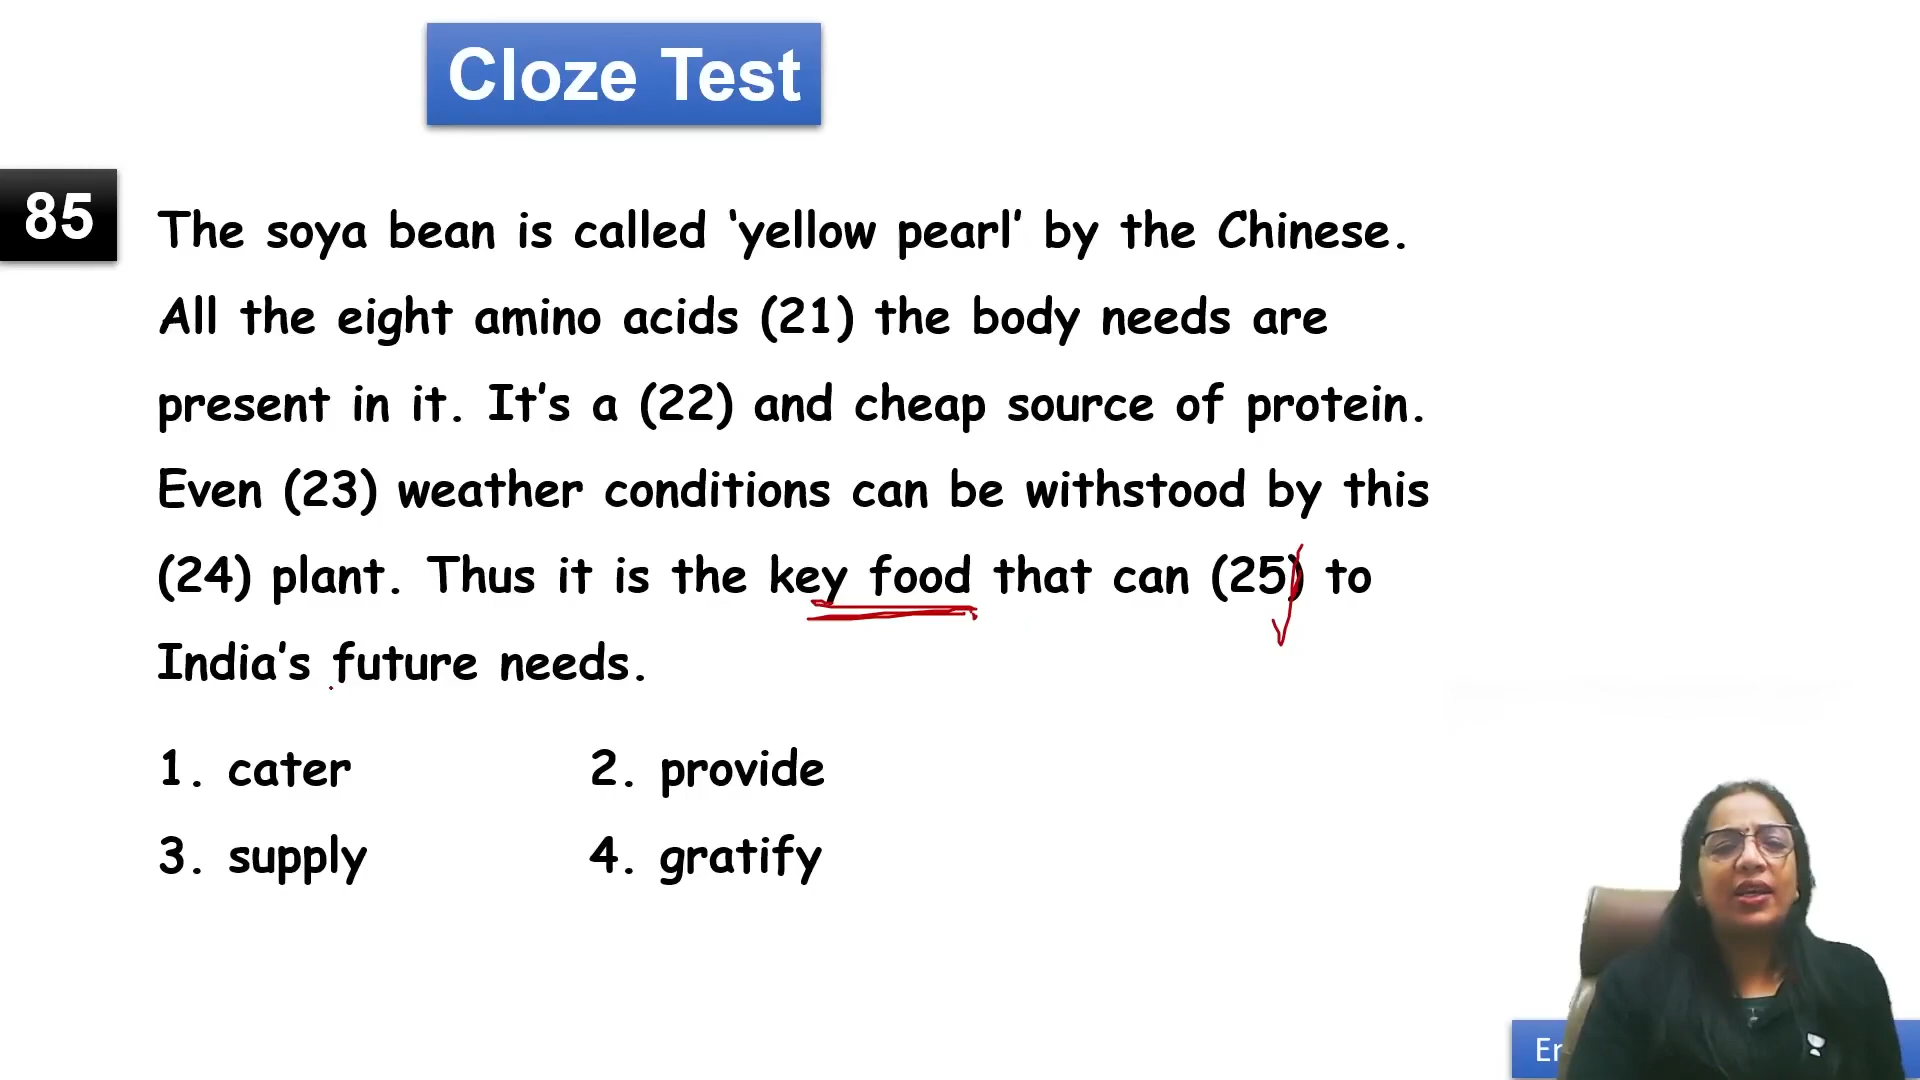 Cloze Test
85
The soya bean is called ‘yellow pearl’ by the Chinese.
All the eight amino acids (21) the body needs are
present in it. It’s a (22) and cheap source of protein.
Even (23) weather conditions can be withstood by this
(24) plant. Thus it is the key food that can (25) to
India’s future needs.
1. cater 2. provide
3. supply 4. gratify